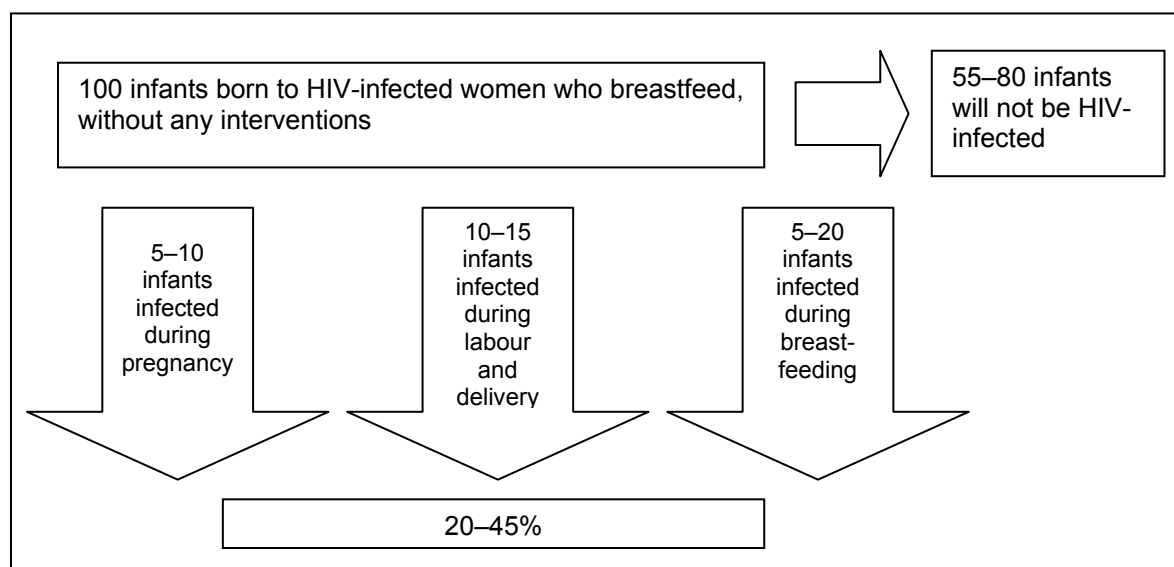 100 infants born to HIV-infected women who breastfeed,
without any interventions
55–80 infants
will not be HIV-
infected
5–10
infants
infected
during
pregnancy
10–15
infants
infected
during
labour
and
delivery
5–20
infants
infected
during
breast-
feeding
20–45%